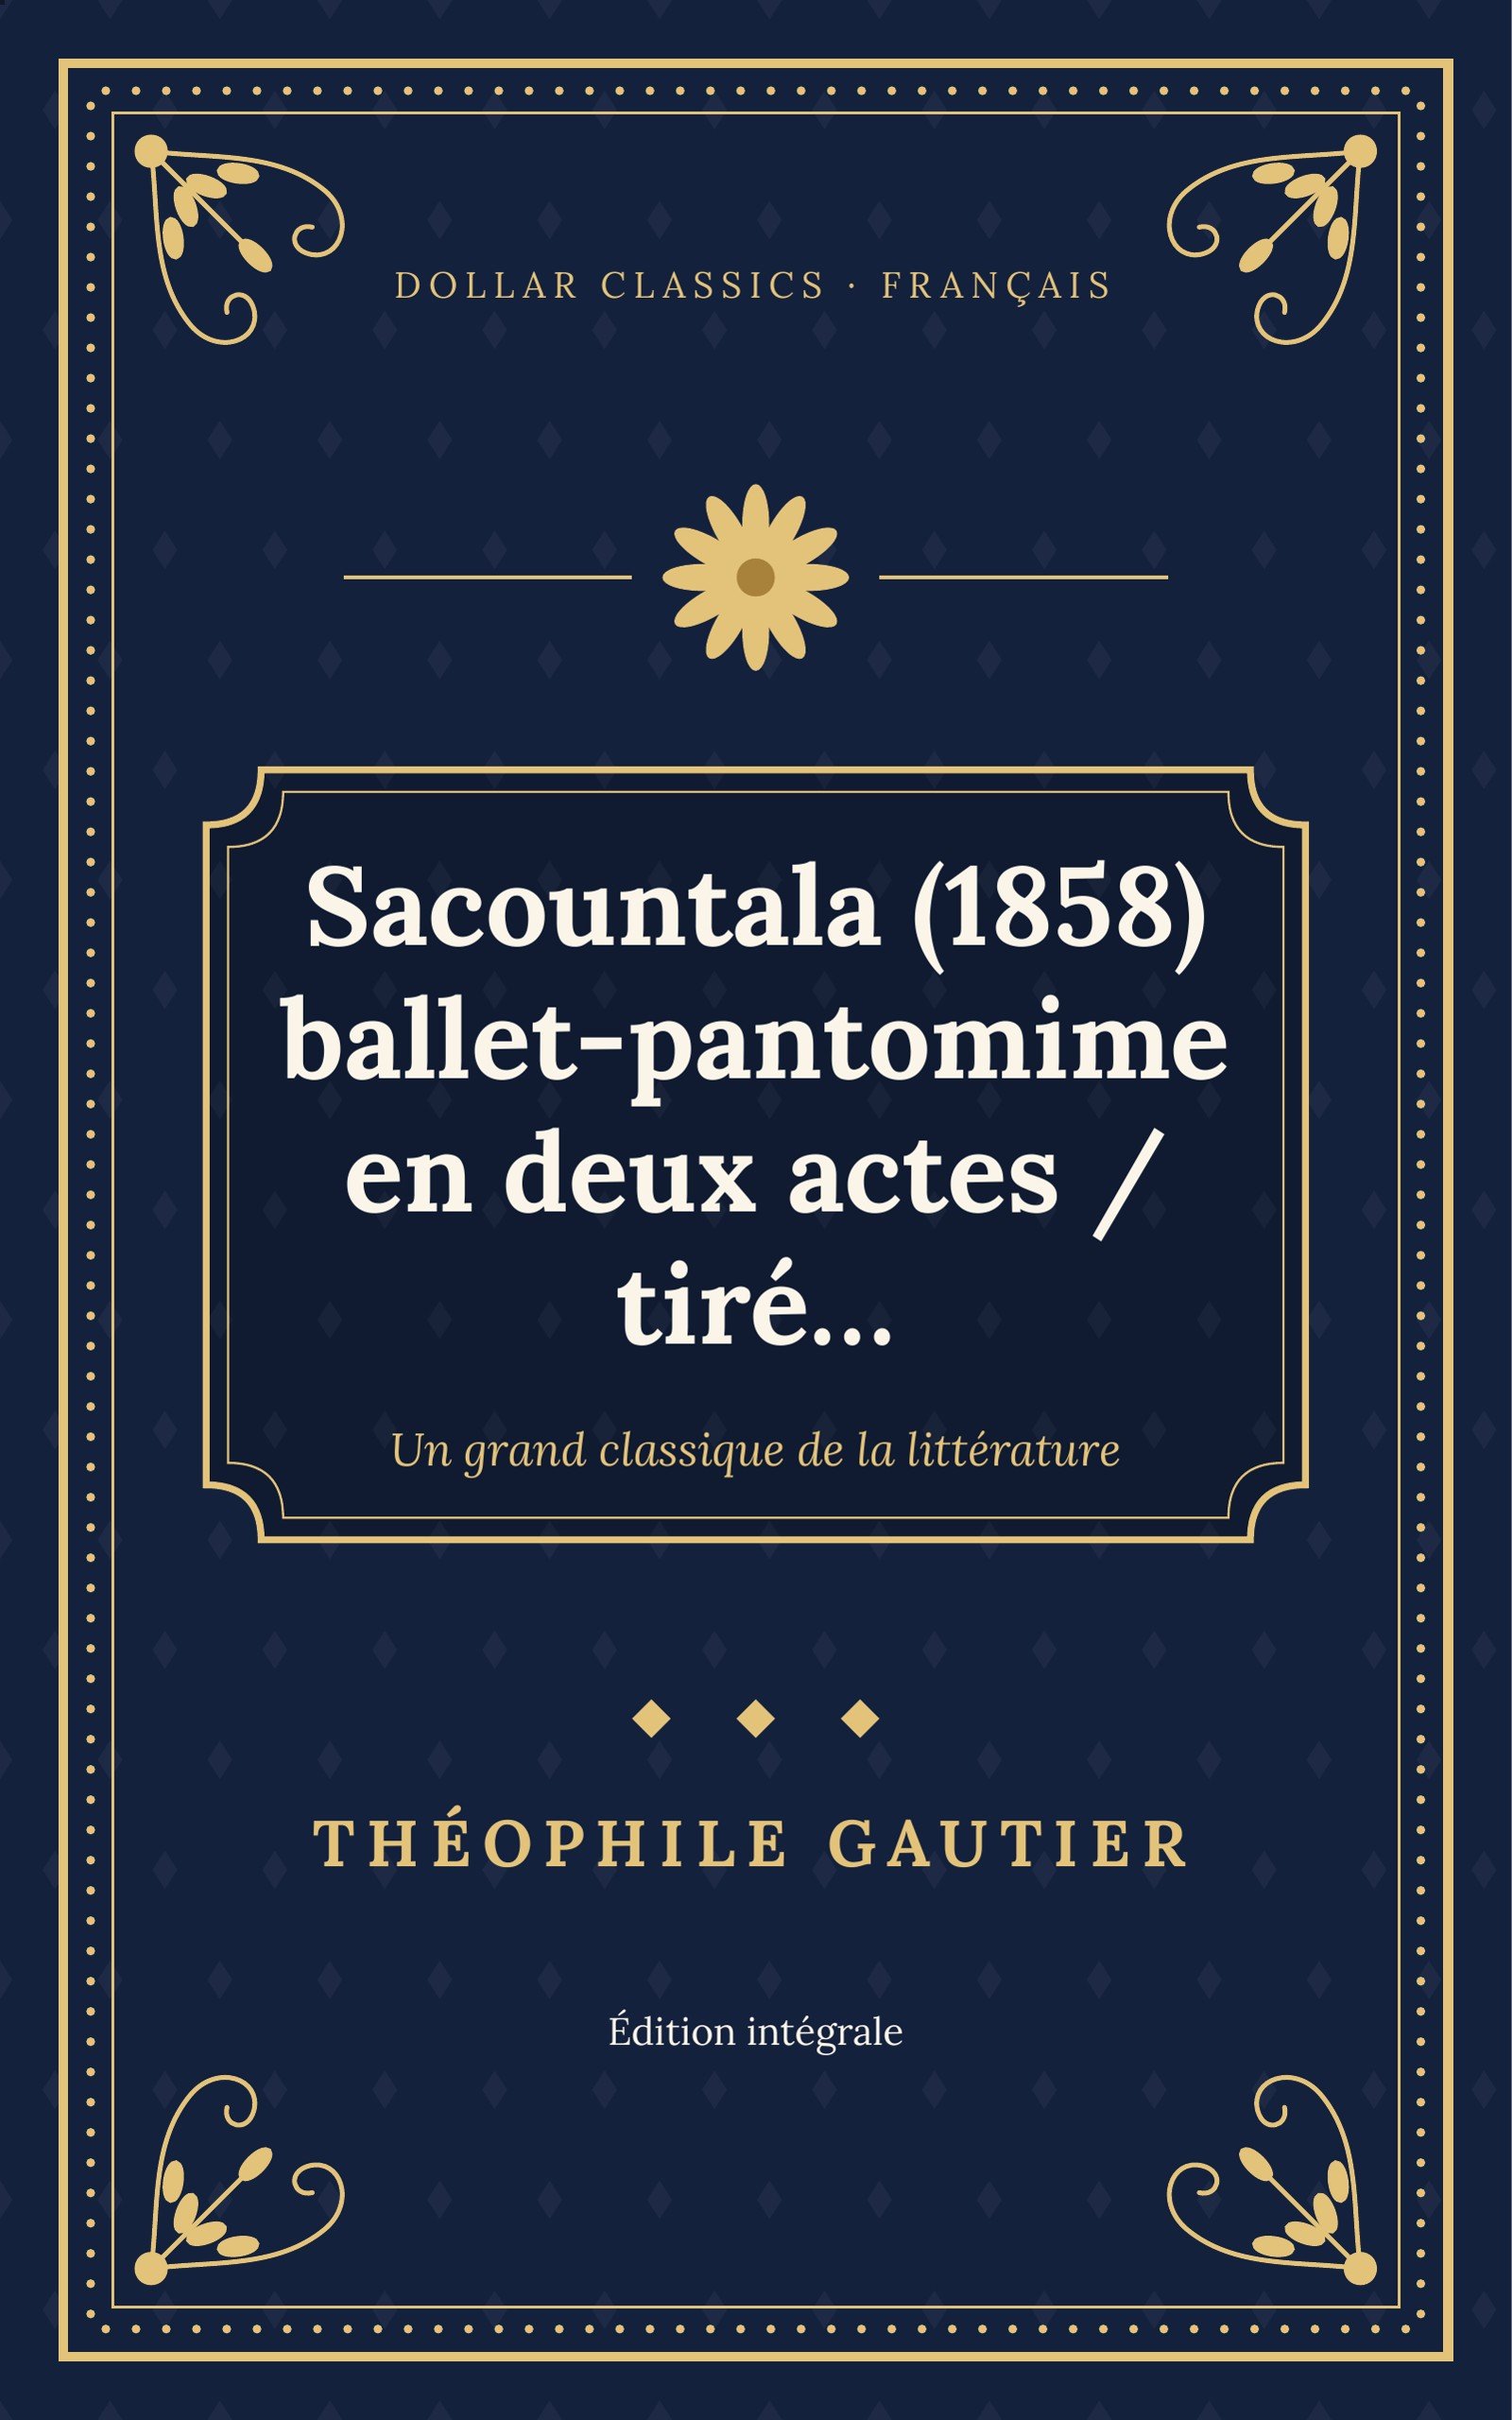 DOLLAR CLASSICS · FRANÇAIS
Sacountala (1858)
ballet-pantomime
en deux actes /
tiré...
Un grand classique de la littérature
THÉOPHILE GAUTIER
Édition intégrale